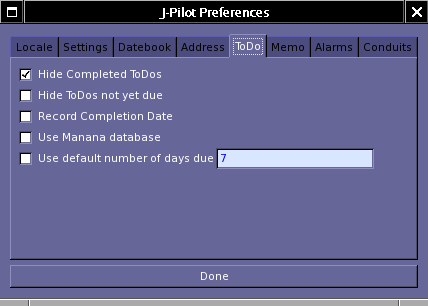 J-Pilot Preferences
Locale Settings Datebook Address ToDo Memo Alarms Conduits
Hide Completed ToDos
Hide ToDos not yet due
Record Completion Date
Use Manana database
Use default number of days due 7
Done